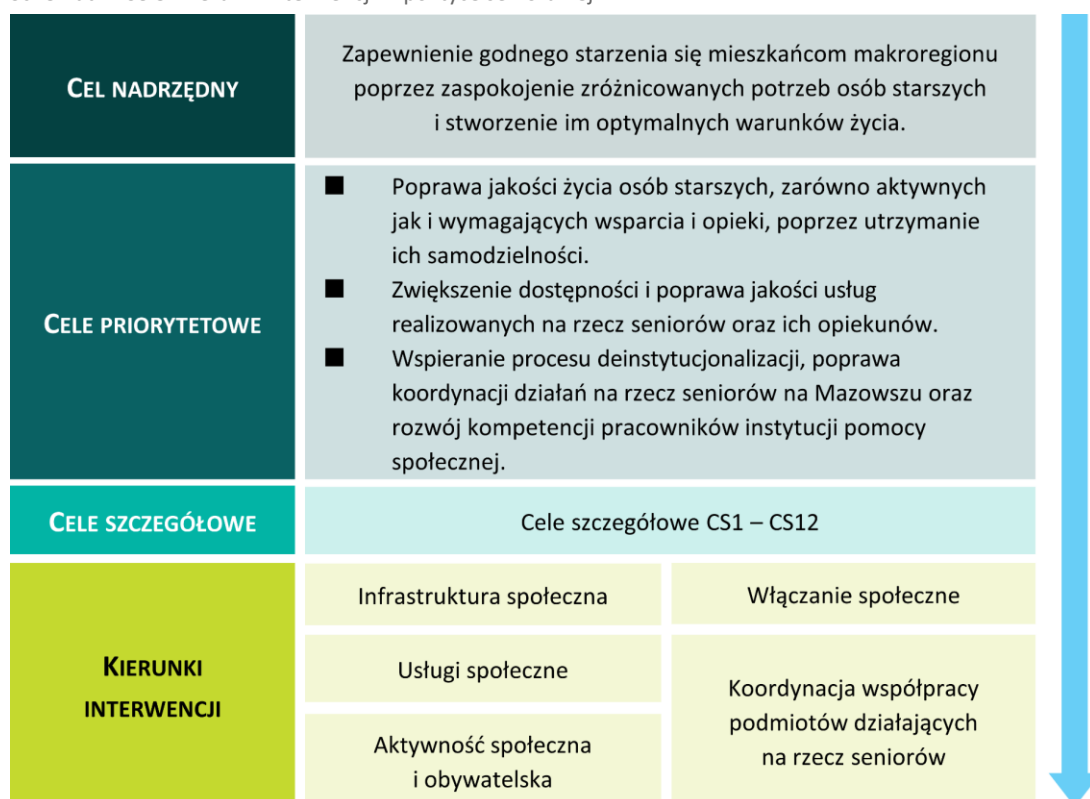 CEL NADRZĘDNY
Zapewnienie godnego starzenia się mieszkańcom makroregionu
poprzez zaspokojenie zróżnicowanych potrzeb osób starszych
i stworzenie im optymalnych warunków życia.
CELE PRIORYTETOWE
■ Poprawa jakości życia osób starszych, zarówno aktywnych
jak i wymagających wsparcia i opieki, poprzez utrzymanie
ich samodzielności.
■ Zwiększenie dostępności i poprawa jakości usług
realizowanych na rzecz seniorów oraz ich opiekunów.
■ Wspieranie procesu deinstytucjonalizacji, poprawa
koordynacji działań na rzecz seniorów na Mazowszu oraz
rozwój kompetencji pracowników instytucji pomocy
społecznej.
CELE SZCZEGÓŁOWE
Cele szczegółowe CS1 – CS12
KIERUNKI
INTERWENCJI
Infrastruktura społeczna
Usługi społeczne
Aktywność społeczna
i obywatelska
Włączanie społeczne
Koordynacja współpracy
podmiotów działających
na rzecz seniorów